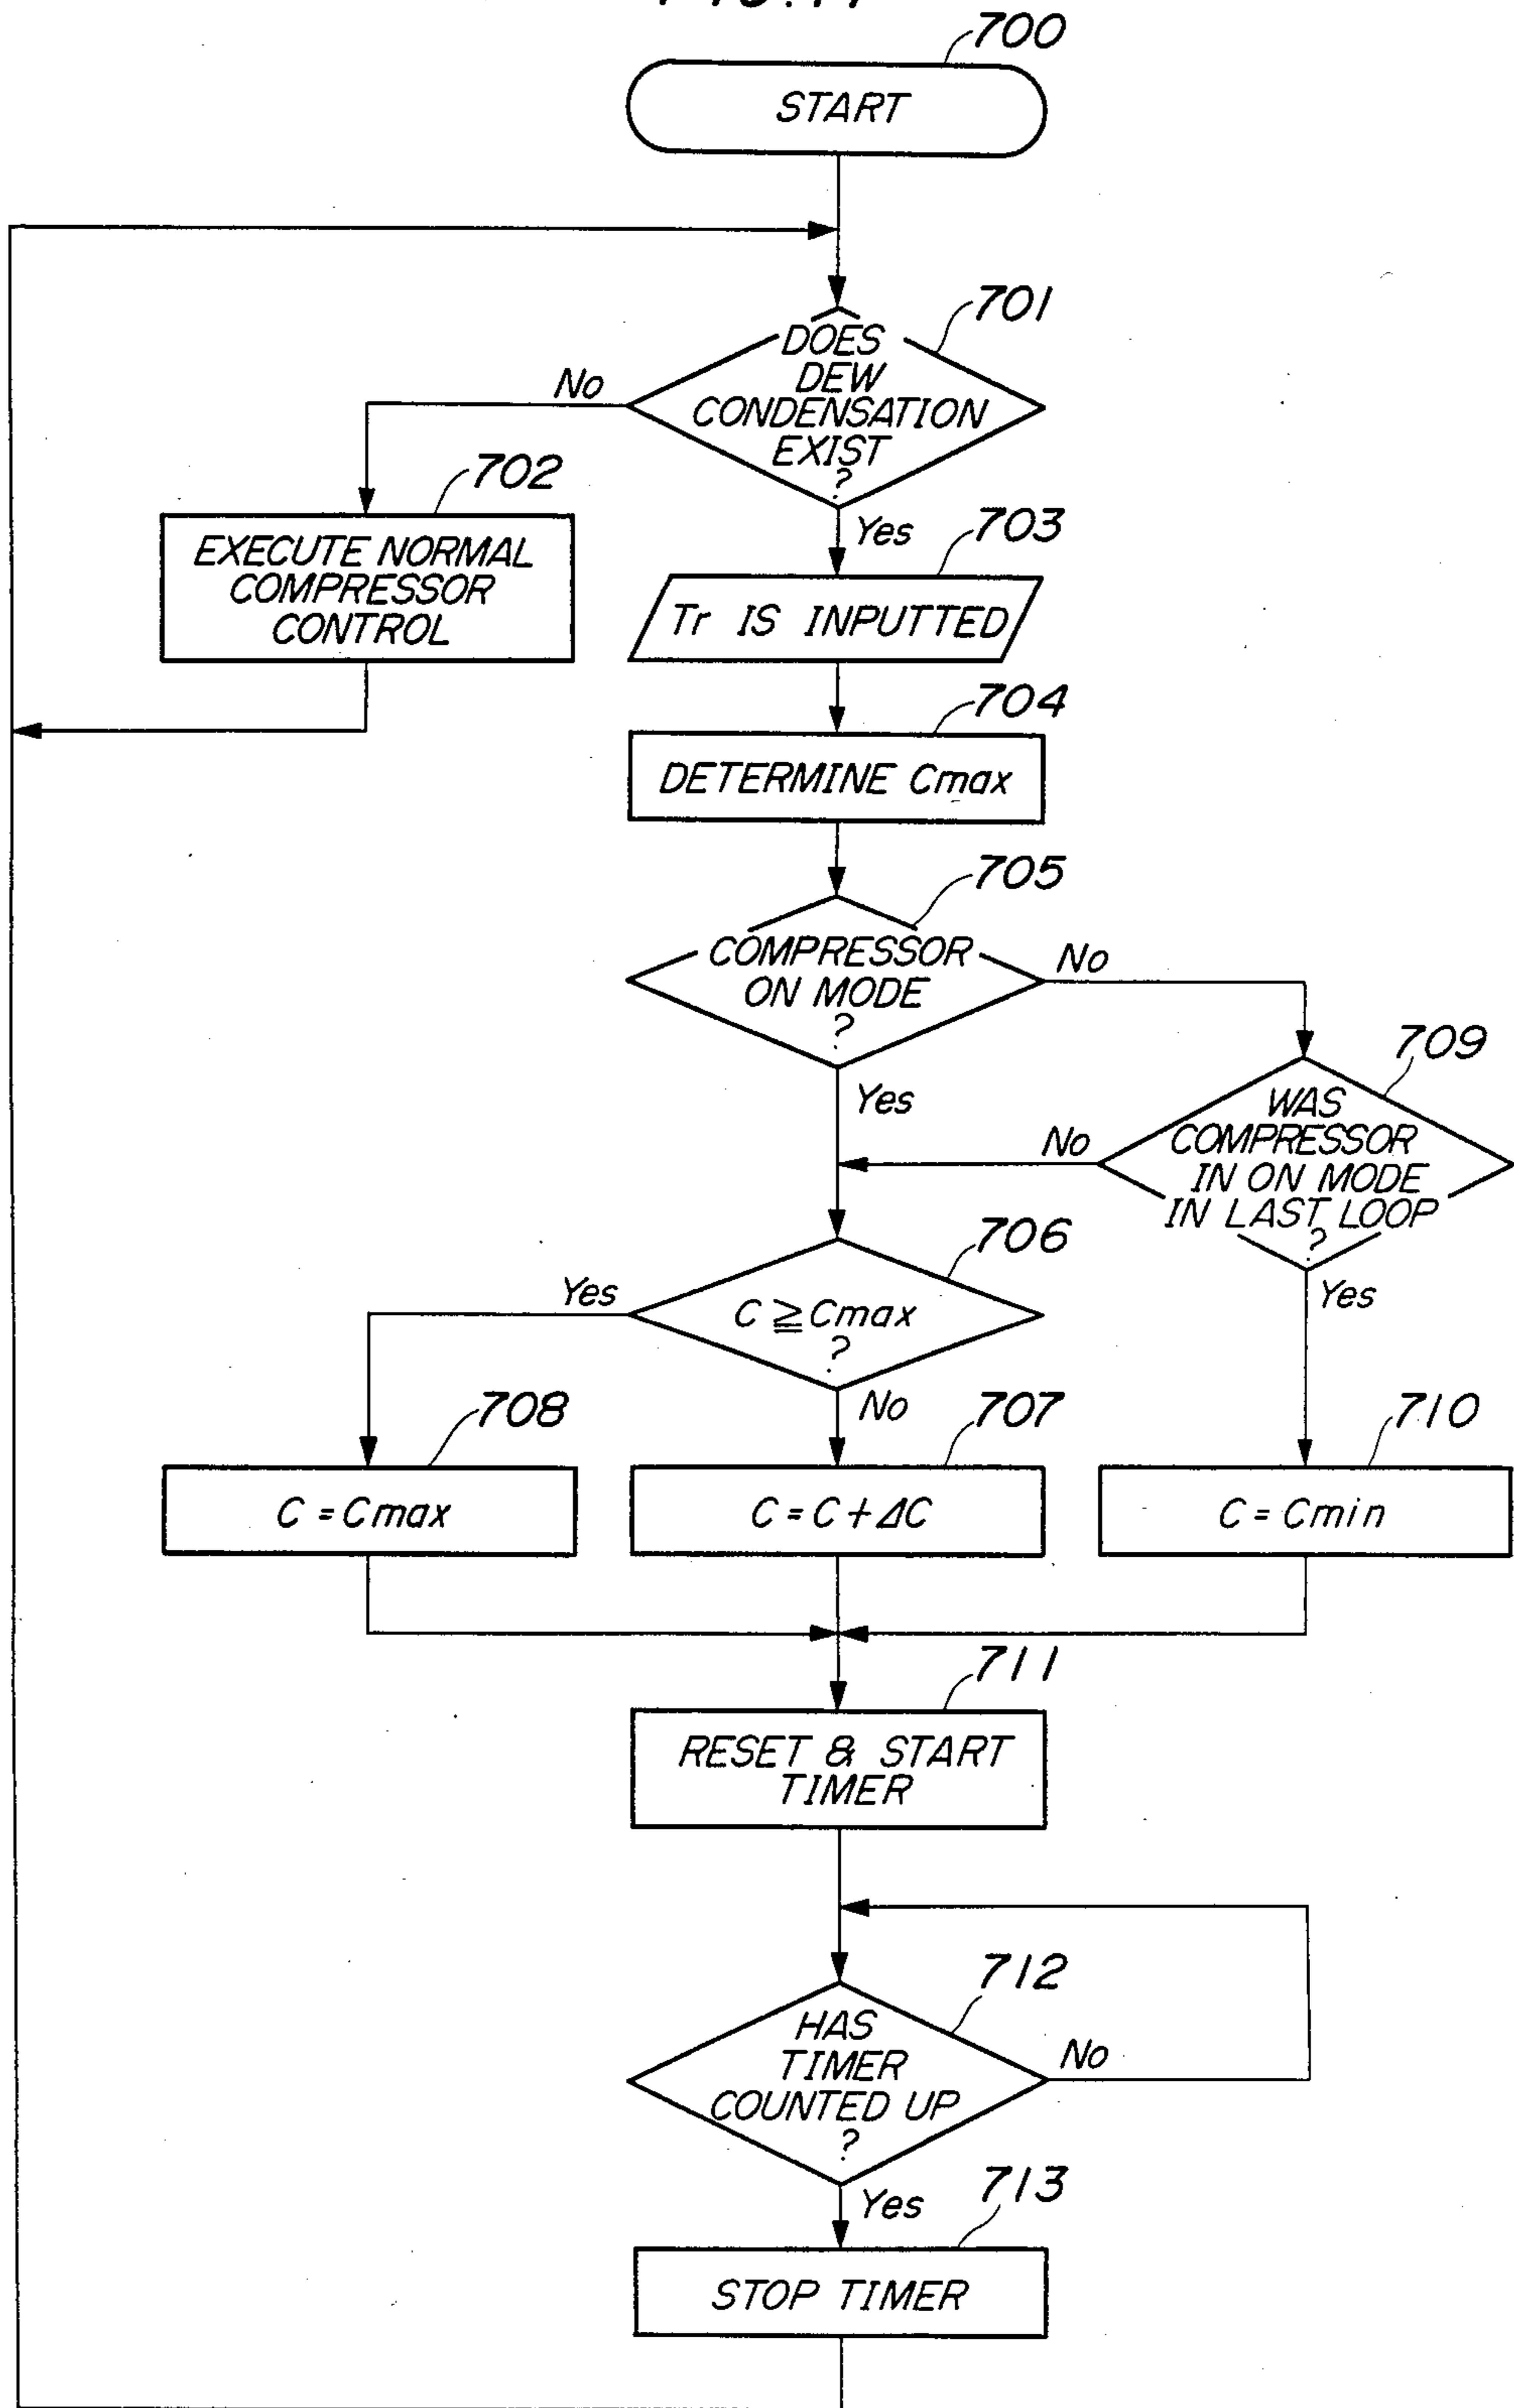 700
START
701
DOES
DEW
CONDENSATION
EXIST
?
No
Yes
702
EXECUTE NORMAL
COMPRESSOR
CONTROL
703
Tr IS INPUTTED
704
DETERMINE Cmax
705
COMPRESSOR
ON MODE
?
No
Yes
709
WAS
COMPRESSOR
IN ON MODE
IN LAST LOOP
?
No
Yes
706
C ≧ Cmax
?
Yes
No
708
C = Cmax
707
C = C + ΔC
710
C = Cmin
711
RESET & START
TIMER
712
HAS
TIMER
COUNTED UP
?
No
Yes
713
STOP TIMER